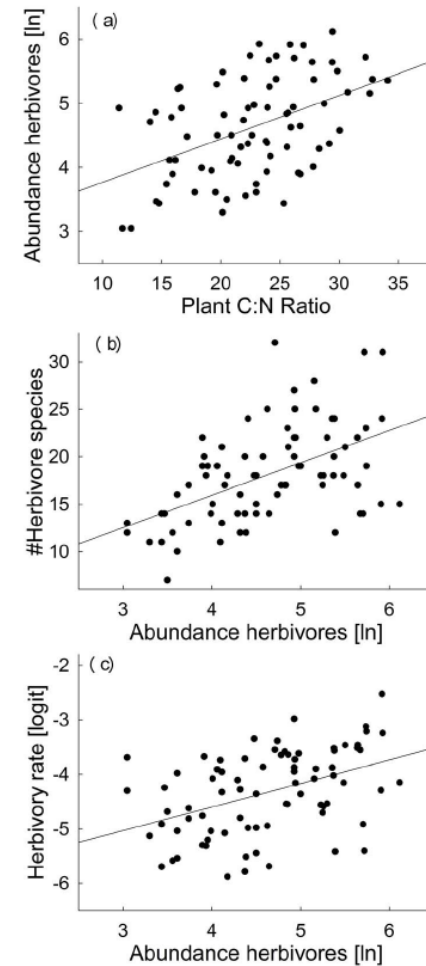 ( a )
Abundance herbivores [ln]
6
5
4
3
10 15 20 25 30 35
Plant C:N Ratio
( b )
#Herbivore species
30
20
10
3 4 5 6
Abundance herbivores [ln]
(c )
Herbivory rate [logit]
-2
-3
-4
-5
-6
3 4 5 6
Abundance herbivores [ln]